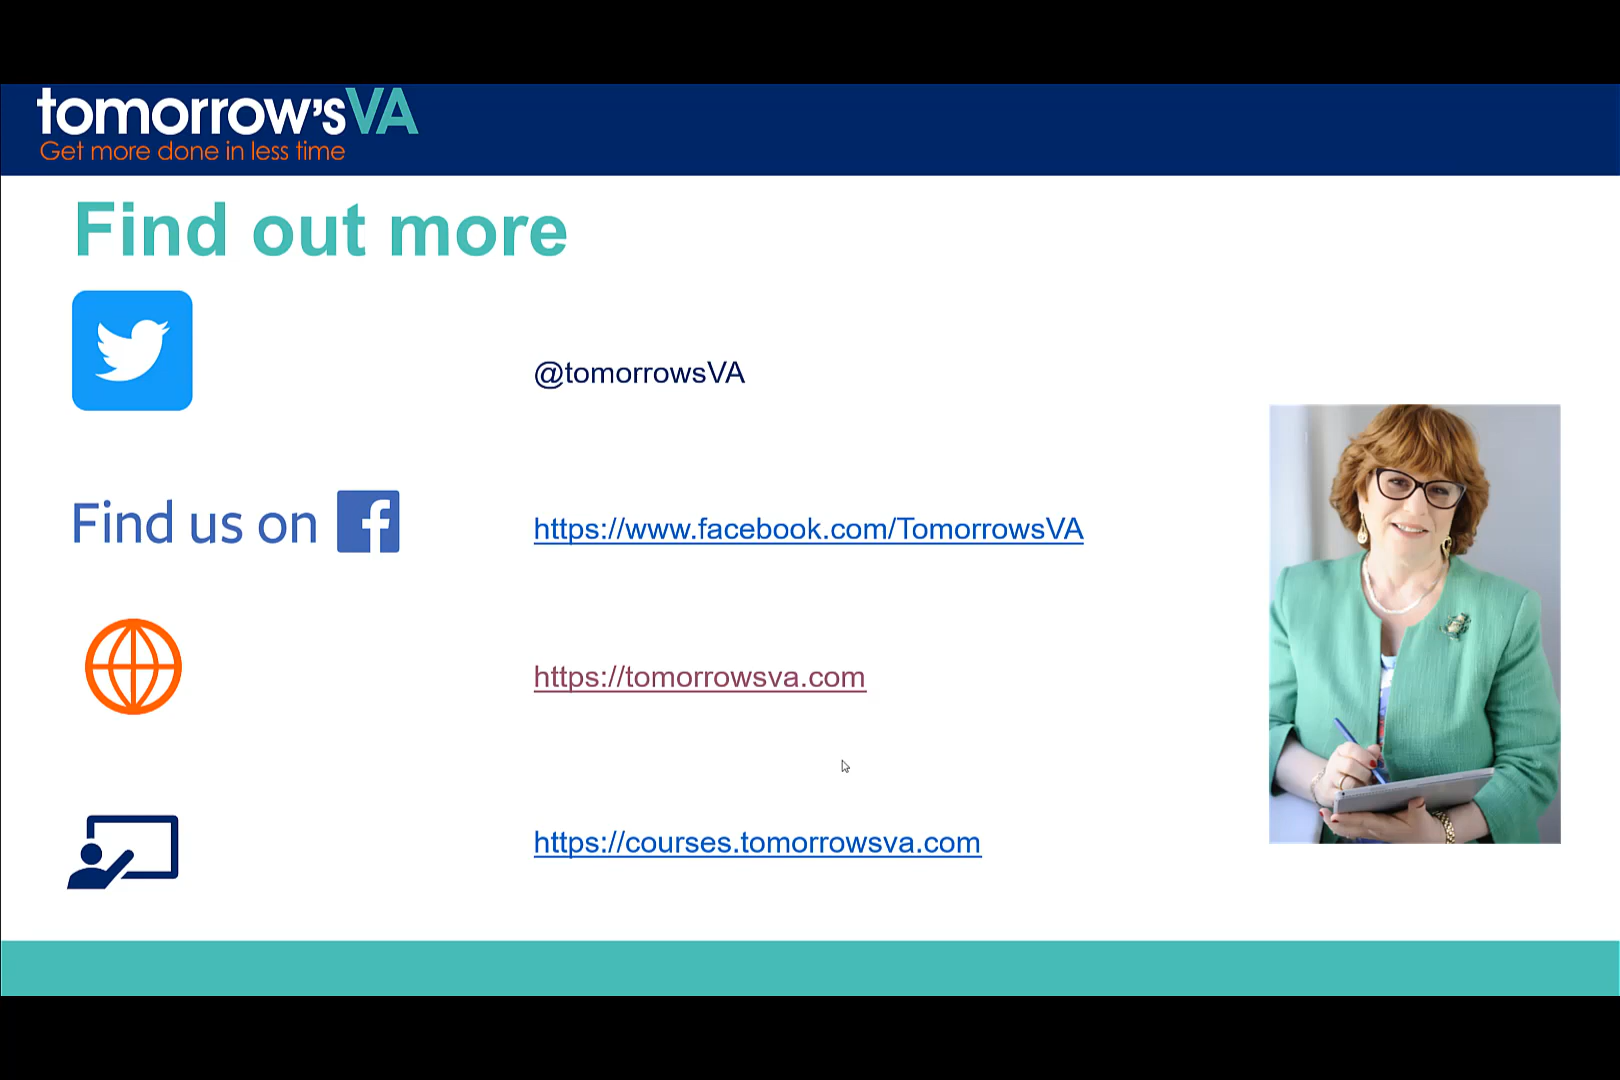 tomorrow'sVA
Get more done in less time
Find out more
@tomorrowsVA
Find us on f
https://www.facebook.com/TomorrowsVA
https://tomorrowsva.com
https://courses.tomorrowsva.com